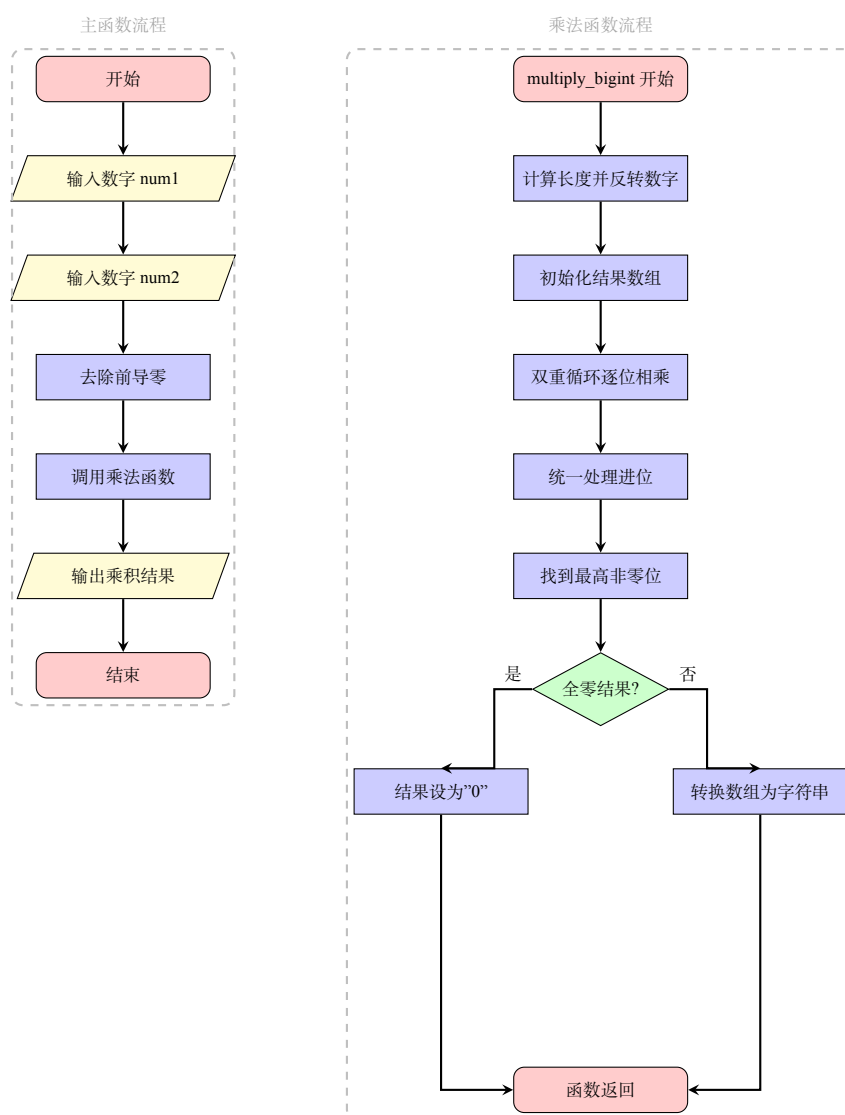 主函数流程
开始
输入数字 num1
输入数字 num2
去除前导零
调用乘法函数
输出乘积结果
结束
乘法函数流程
multiply_bigint 开始
计算长度并反转数字
初始化结果数组
双重循环逐位相乘
统一处理进位
找到最高非零位
全零结果?
是
否
结果设为”0”
转换数组为字符串
函数返回